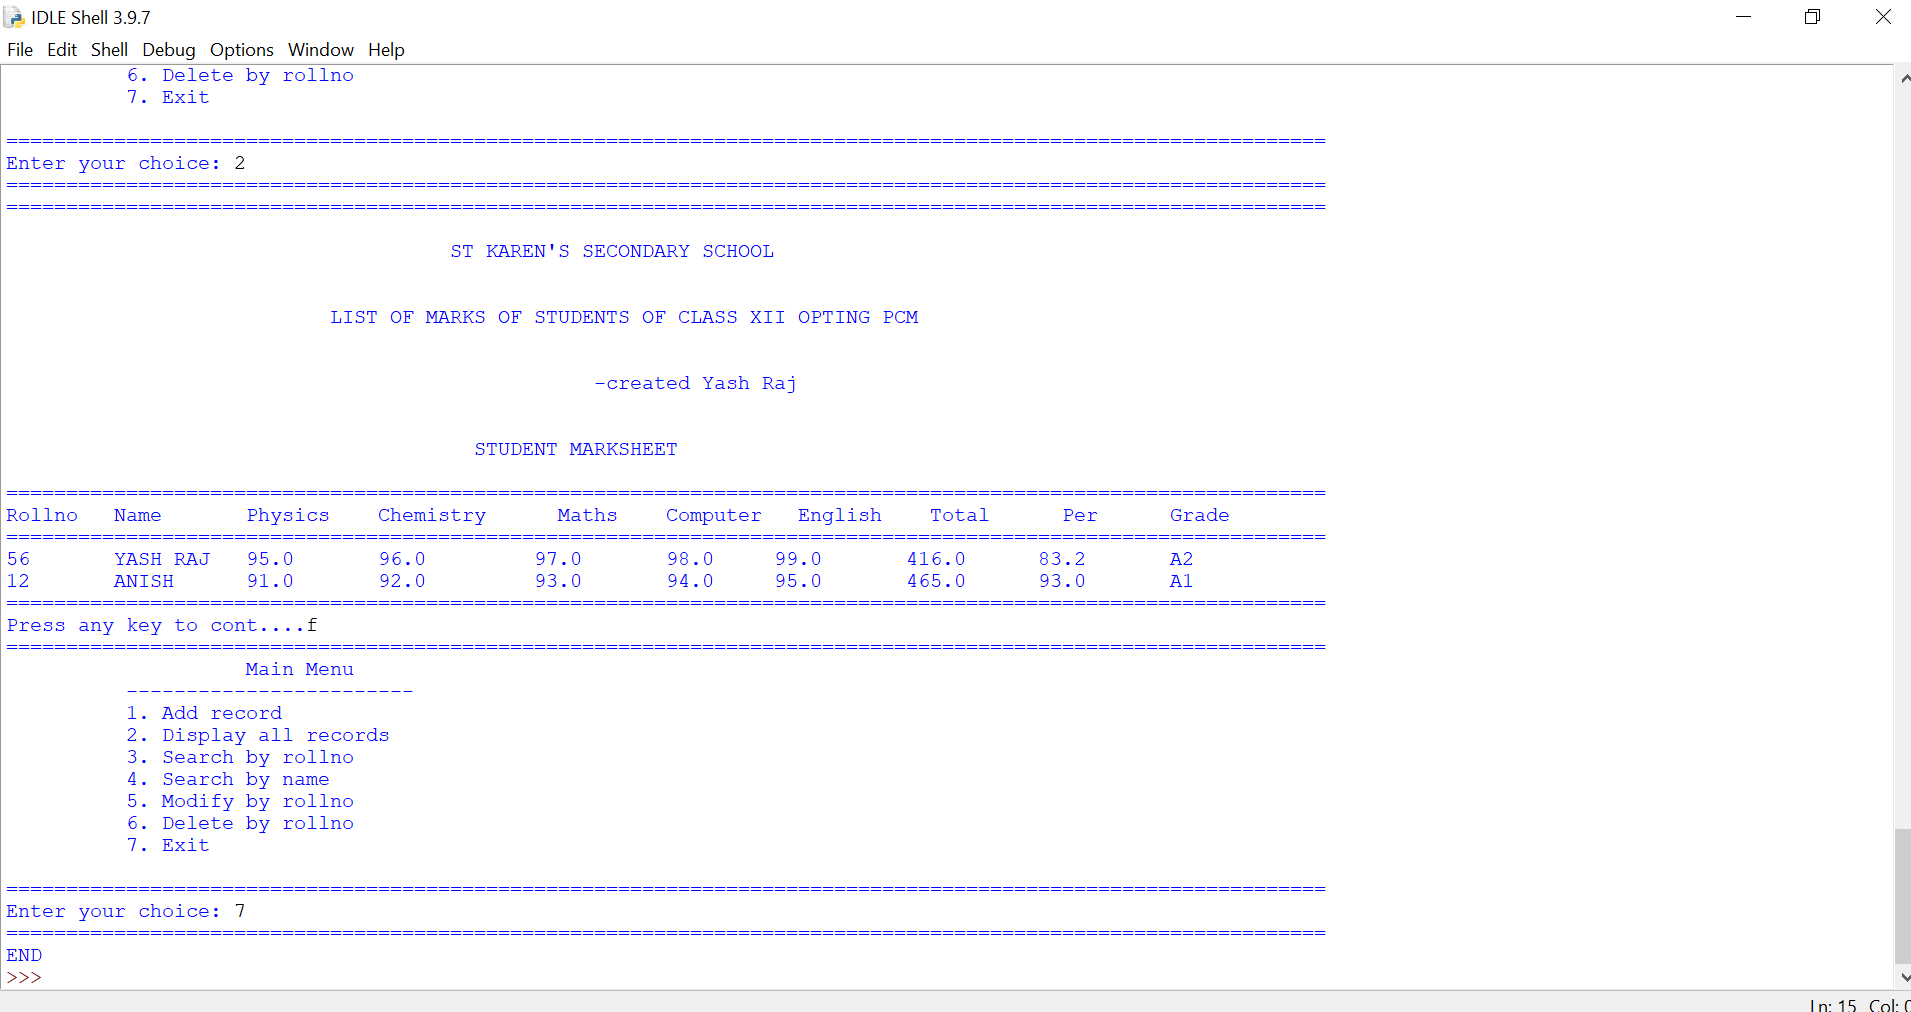 IDLE Shell 3.9.7
File Edit Shell Debug Options Window Help
6. Delete by rollno
7. Exit
==============================================================================================================
Enter your choice: 2
==============================================================================================================
==============================================================================================================
ST KAREN'S SECONDARY SCHOOL
LIST OF MARKS OF STUDENTS OF CLASS XII OPTING PCM
-created Yash Raj
STUDENT MARKSHEET
==============================================================================================================
Rollno Name Physics Chemistry Maths Computer English Total Per Grade
==============================================================================================================
56 YASH RAJ 95.0 96.0 97.0 98.0 99.0 416.0 83.2 A2
12 ANISH 91.0 92.0 93.0 94.0 95.0 465.0 93.0 A1
==============================================================================================================
Press any key to cont....f
==============================================================================================================
Main Menu
------------------------
1. Add record
2. Display all records
3. Search by rollno
4. Search by name
5. Modify by rollno
6. Delete by rollno
7. Exit
==============================================================================================================
Enter your choice: 7
==============================================================================================================
END
>>>
Ln: 15 Col: 0